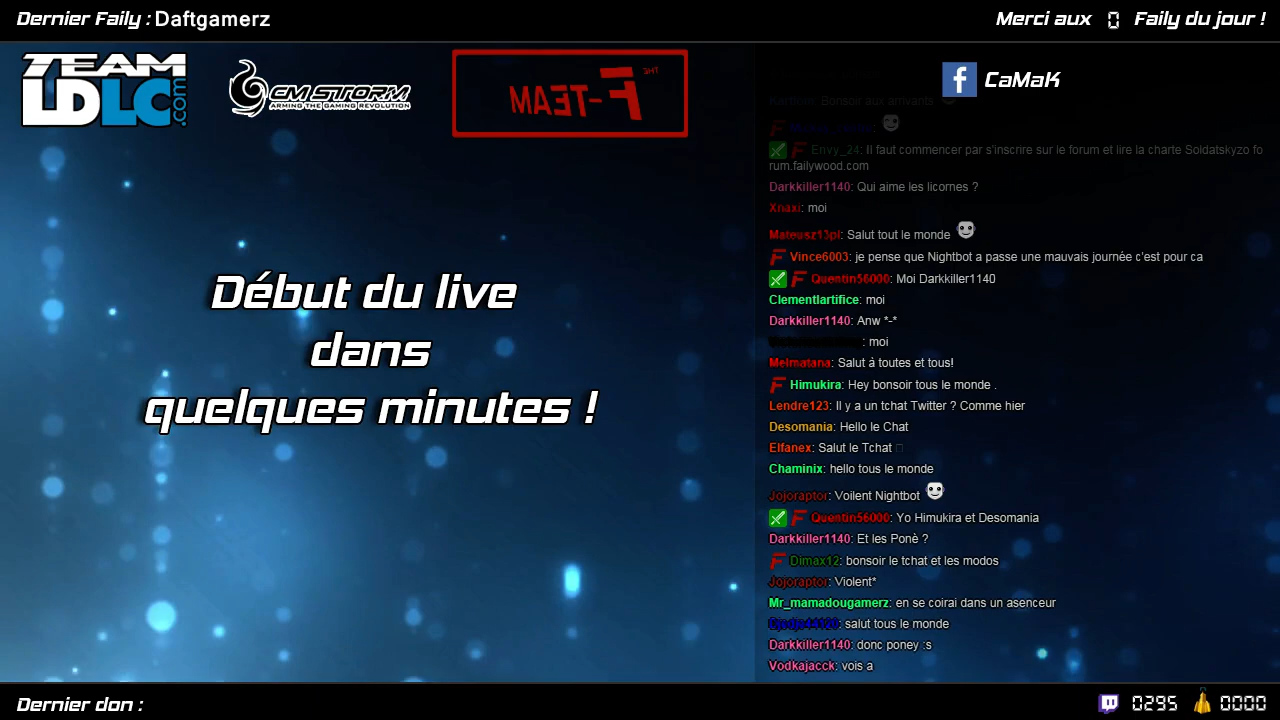 Dernier Faily : Daftgamerz
Merci aux 0 Faily du jour !
TEAM
LDLC.com
CM STORM
ARMING THE GAMING REVOLUTION
THE
F-TEAM
CaMaK
: Bonsoir aux arrivants
Envy_24: Il faut commencer par s'inscrire sur le forum et lire la charte Soldatskyzo fo
rum.failywood.com
Darkkiller1140: Qui aime les licornes ?
Xnaxi: moi
Mateusz13pl: Salut tout le monde
Vince6003: je pense que Nightbot a passe une mauvais journée c'est pour ca
Quentin56000: Moi Darkkiller1140
Clementlartifice: moi
Darkkiller1140: Anw *-*
: moi
Melmatana: Salut à toutes et tous!
Himukira: Hey bonsoir tous le monde .
Lendre123: Il y a un tchat Twitter ? Comme hier
Desomania: Hello le Chat
Elfanex: Salut le Tchat
Chaminix: hello tous le monde
Jojoraptor: Voilent Nightbot
Quentin56000: Yo Himukira et Desomania
Darkkiller1140: Et les Ponè ?
Dimax12: bonsoir le tchat et les modos
Jojoraptor: Violent*
Mr_mamadougamerz: en se coirai dans un asenceur
: salut tous le monde
Darkkiller1140: donc poney :s
Vodkajacck: vois a
Début du live
dans
quelques minutes !
Dernier don :
0295
0000